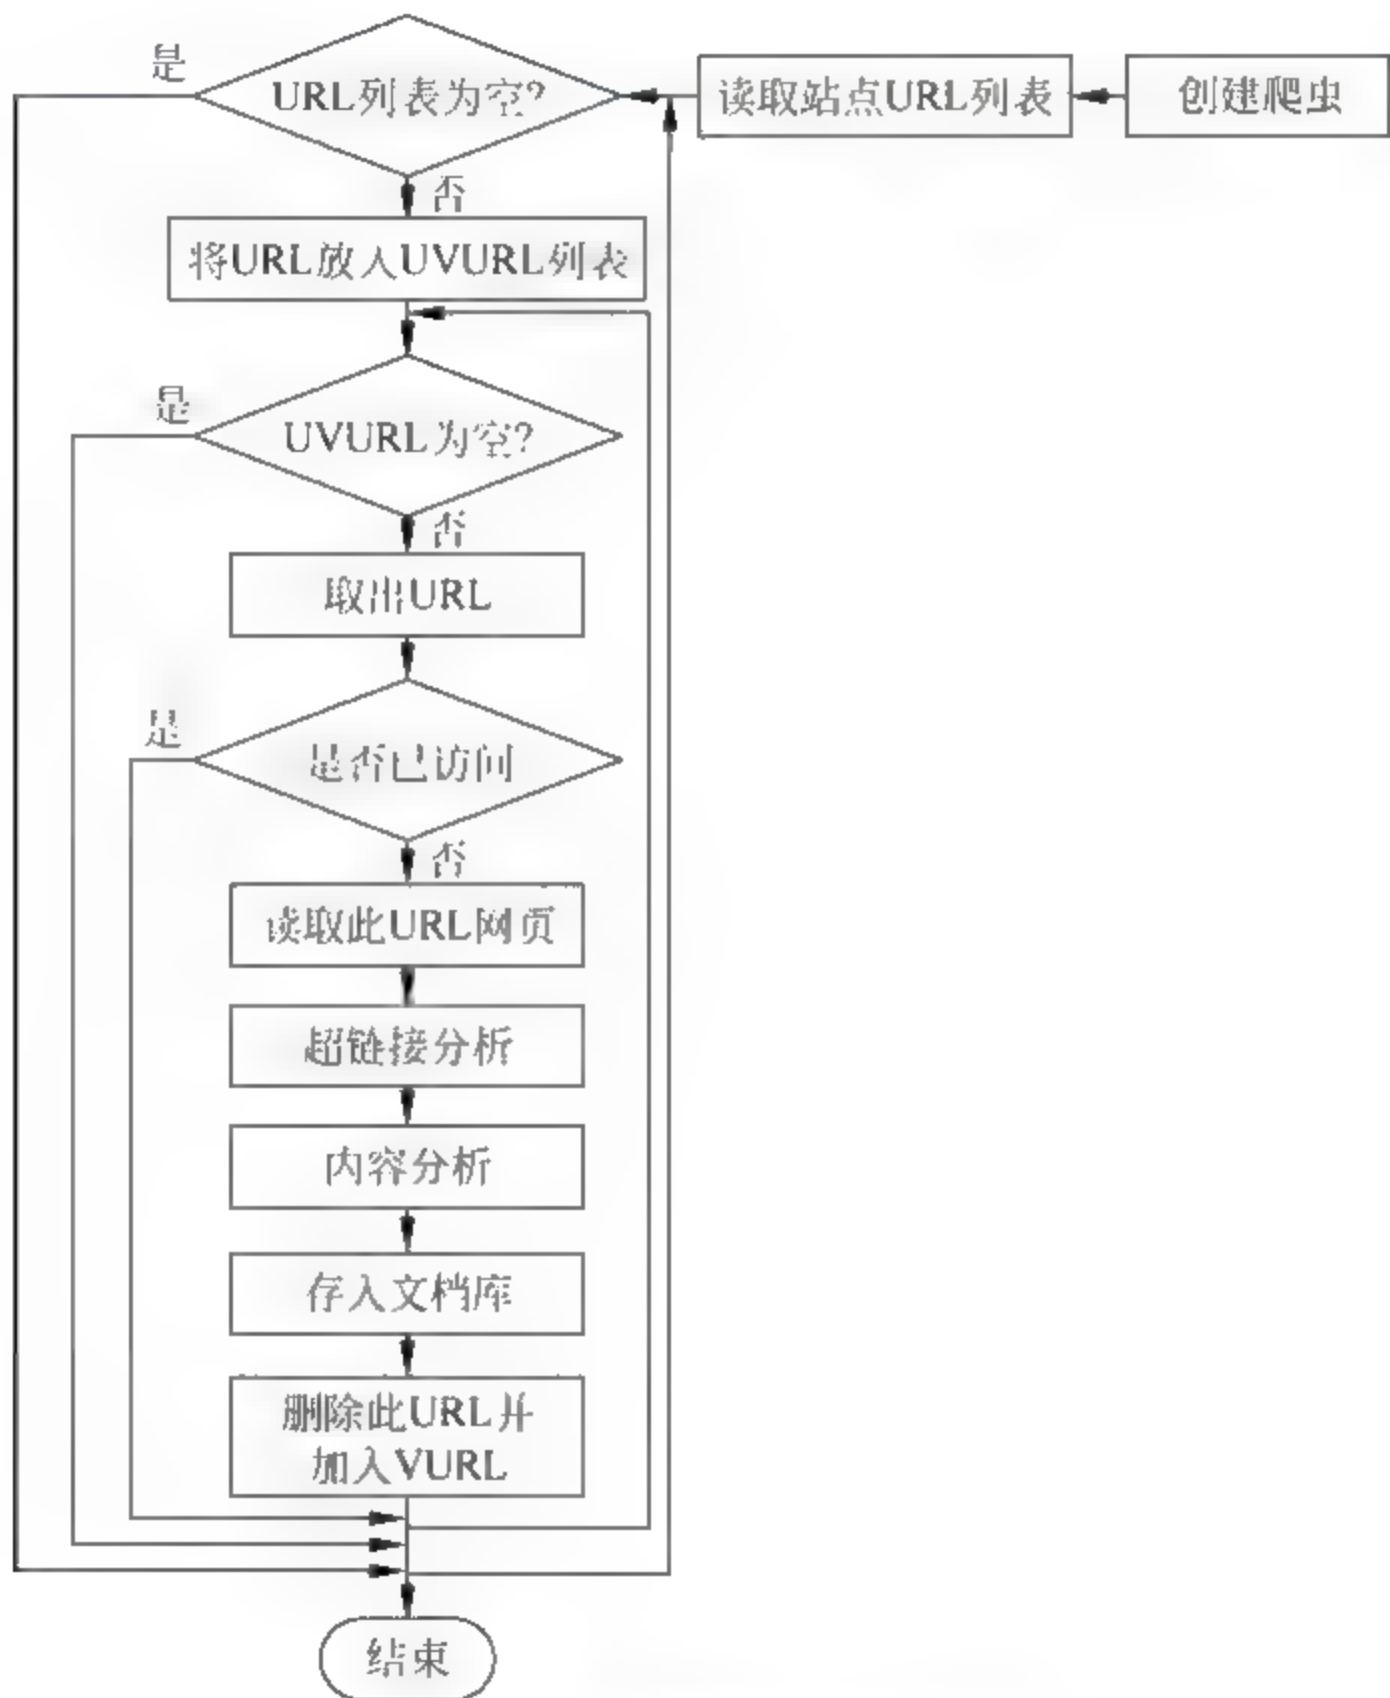 创建爬虫
读取站点URL列表
URL列表为空?
是
否
将URL放入UVURL列表
UVURL为空?
是
否
取出URL
是否已访问
是
否
读取此URL网页
超链接分析
内容分析
存入文档库
删除此URL并
加入VURL
结束